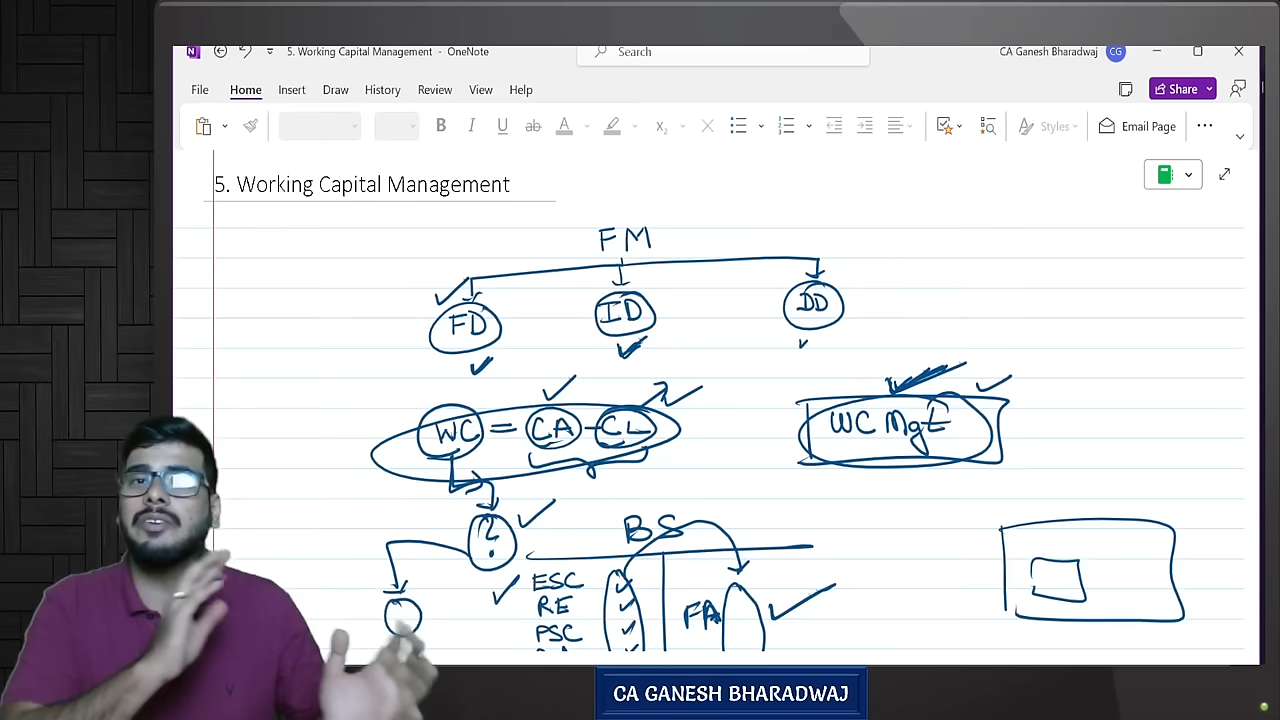 5. Working Capital Management - OneNote
Search
CA Ganesh Bharadwaj CG
File Home Insert Draw History Review View Help
Share
B I U ab A X₂ Styles Email Page
5. Working Capital Management
FM
FD ID DD
WC = CA - CL
WC Mgt
?
BS
ESC
RE
FA
PSC
CA GANESH BHARADWAJ